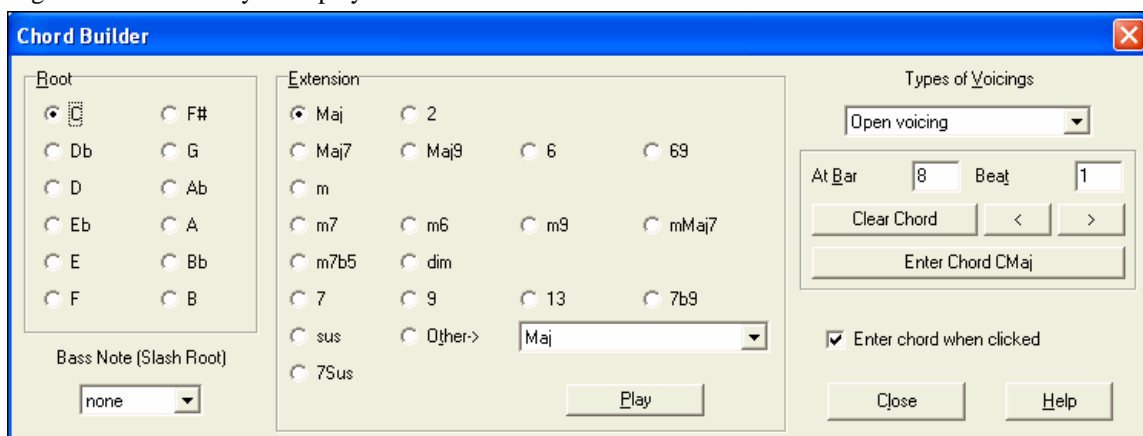 Chord Builder
Root
C F#
Db G
D Ab
Eb A
E Bb
F B
Bass Note (Slash Root)
none
Extension
Maj 2
Maj7 Maj9 6 69
m
m7 m6 m9 mMaj7
m7b5 dim
7 9 13 7b9
sus Other-> Maj
7Sus
Play
Types of Voicings
Open voicing
At Bar 8 Beat 1
Clear Chord < >
Enter Chord CMaj
Enter chord when clicked
Close Help